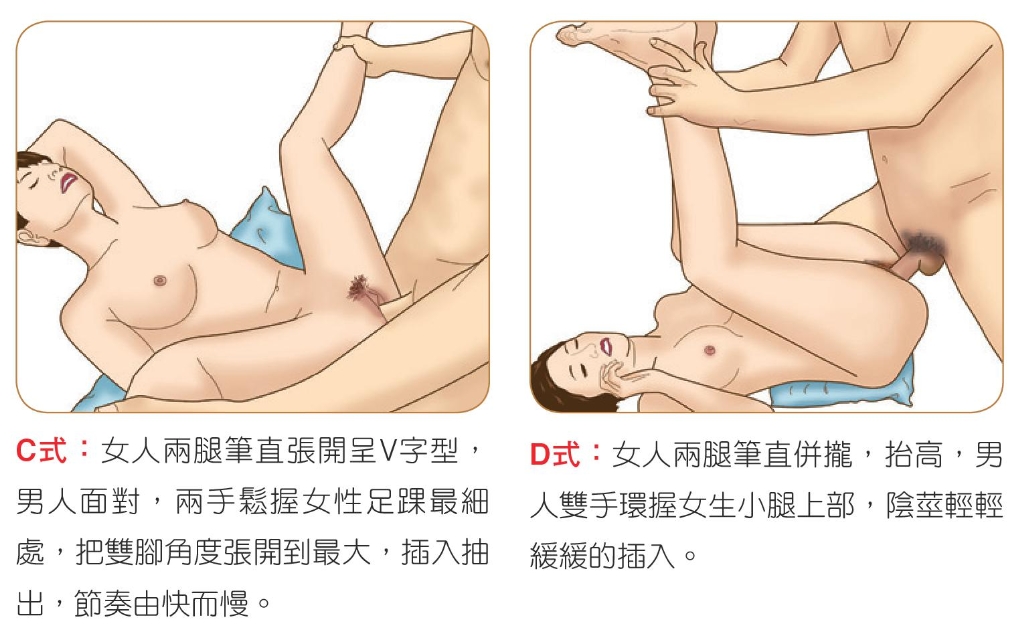 C式：女人兩腿筆直張開呈V字型，
男人面對，兩手鬆握女性足踝最細
處，把雙腳角度張開到最大，插入抽
出，節奏由快而慢。
D式：女人兩腿筆直併攏，抬高，男
人雙手環握女生小腿上部，陰莖輕輕
緩緩的插入。